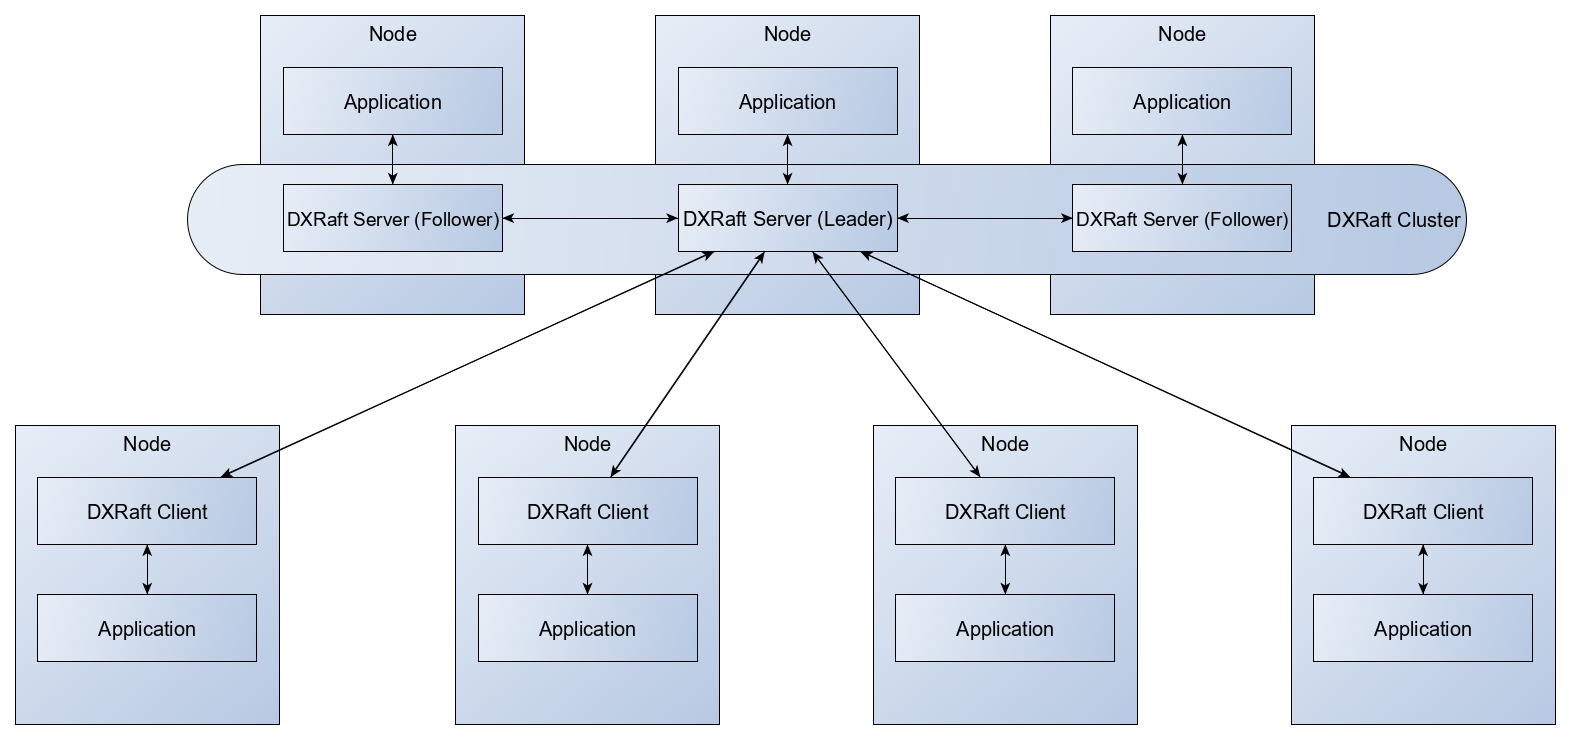 Node
Node
Node
Application
Application
Application
DXRaft Server (Follower)
DXRaft Server (Leader)
DXRaft Server (Follower)
DXRaft Cluster
Node
Node
Node
Node
DXRaft Client
DXRaft Client
DXRaft Client
DXRaft Client
Application
Application
Application
Application